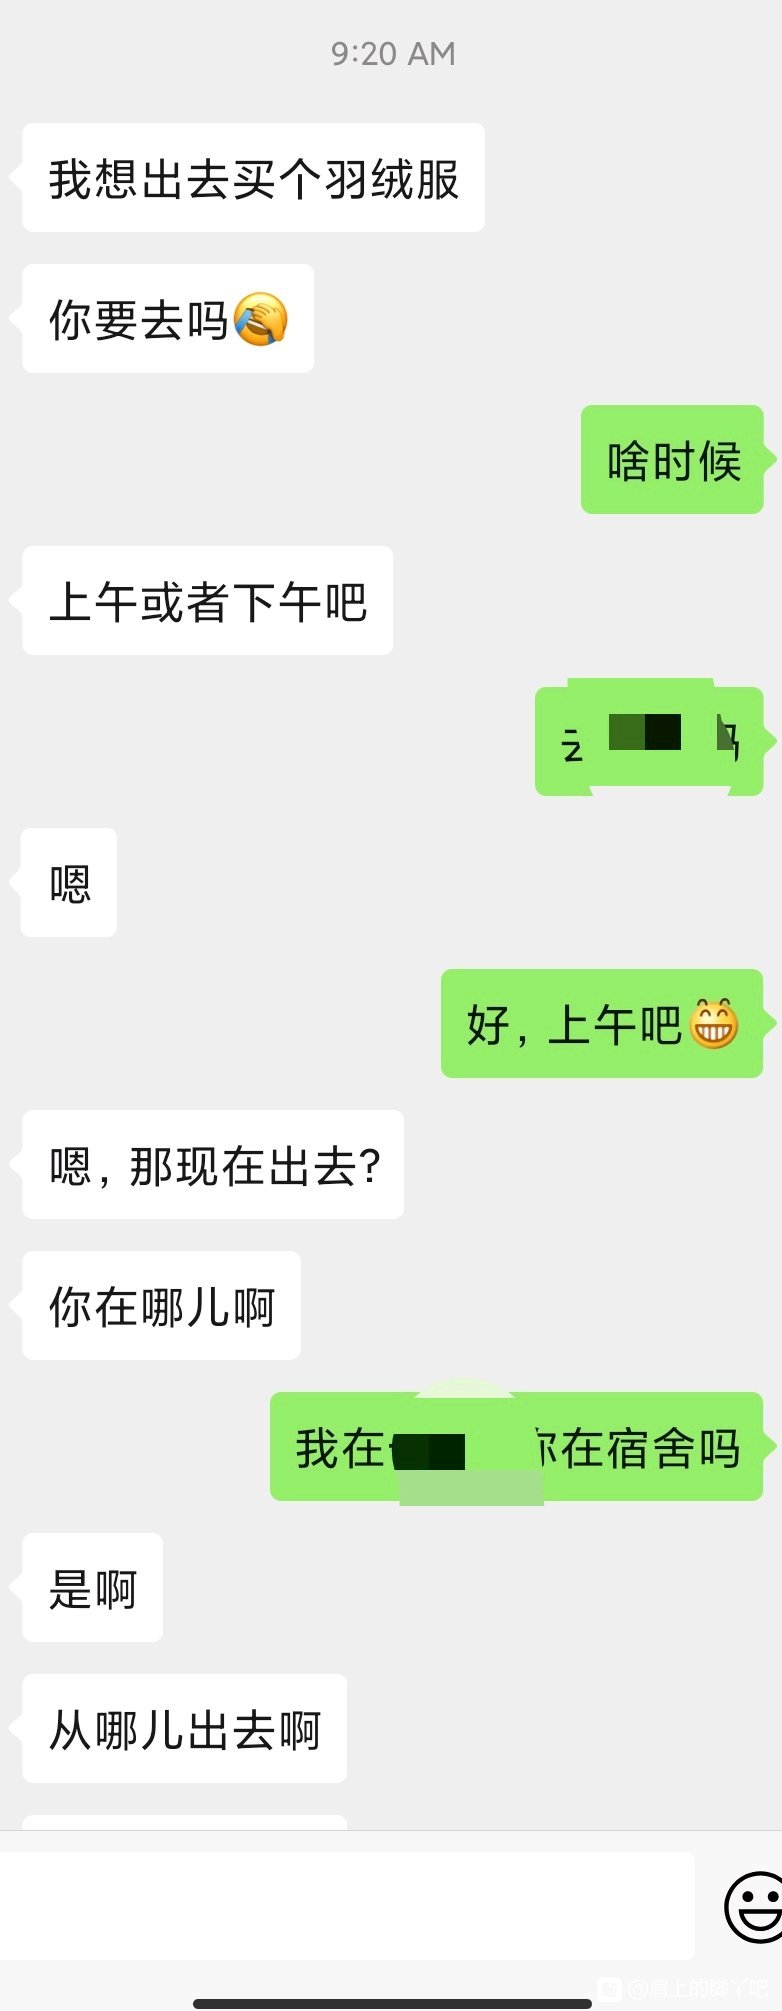 9:20 AM
我想出去买个羽绒服
你要去吗🤦
啥时候
上午或者下午吧
吗
嗯
好，上午吧😁
嗯，那现在出去?
你在哪儿啊
我在 你在宿舍吗
是啊
从哪儿出去啊
@肩上的脚丫吧